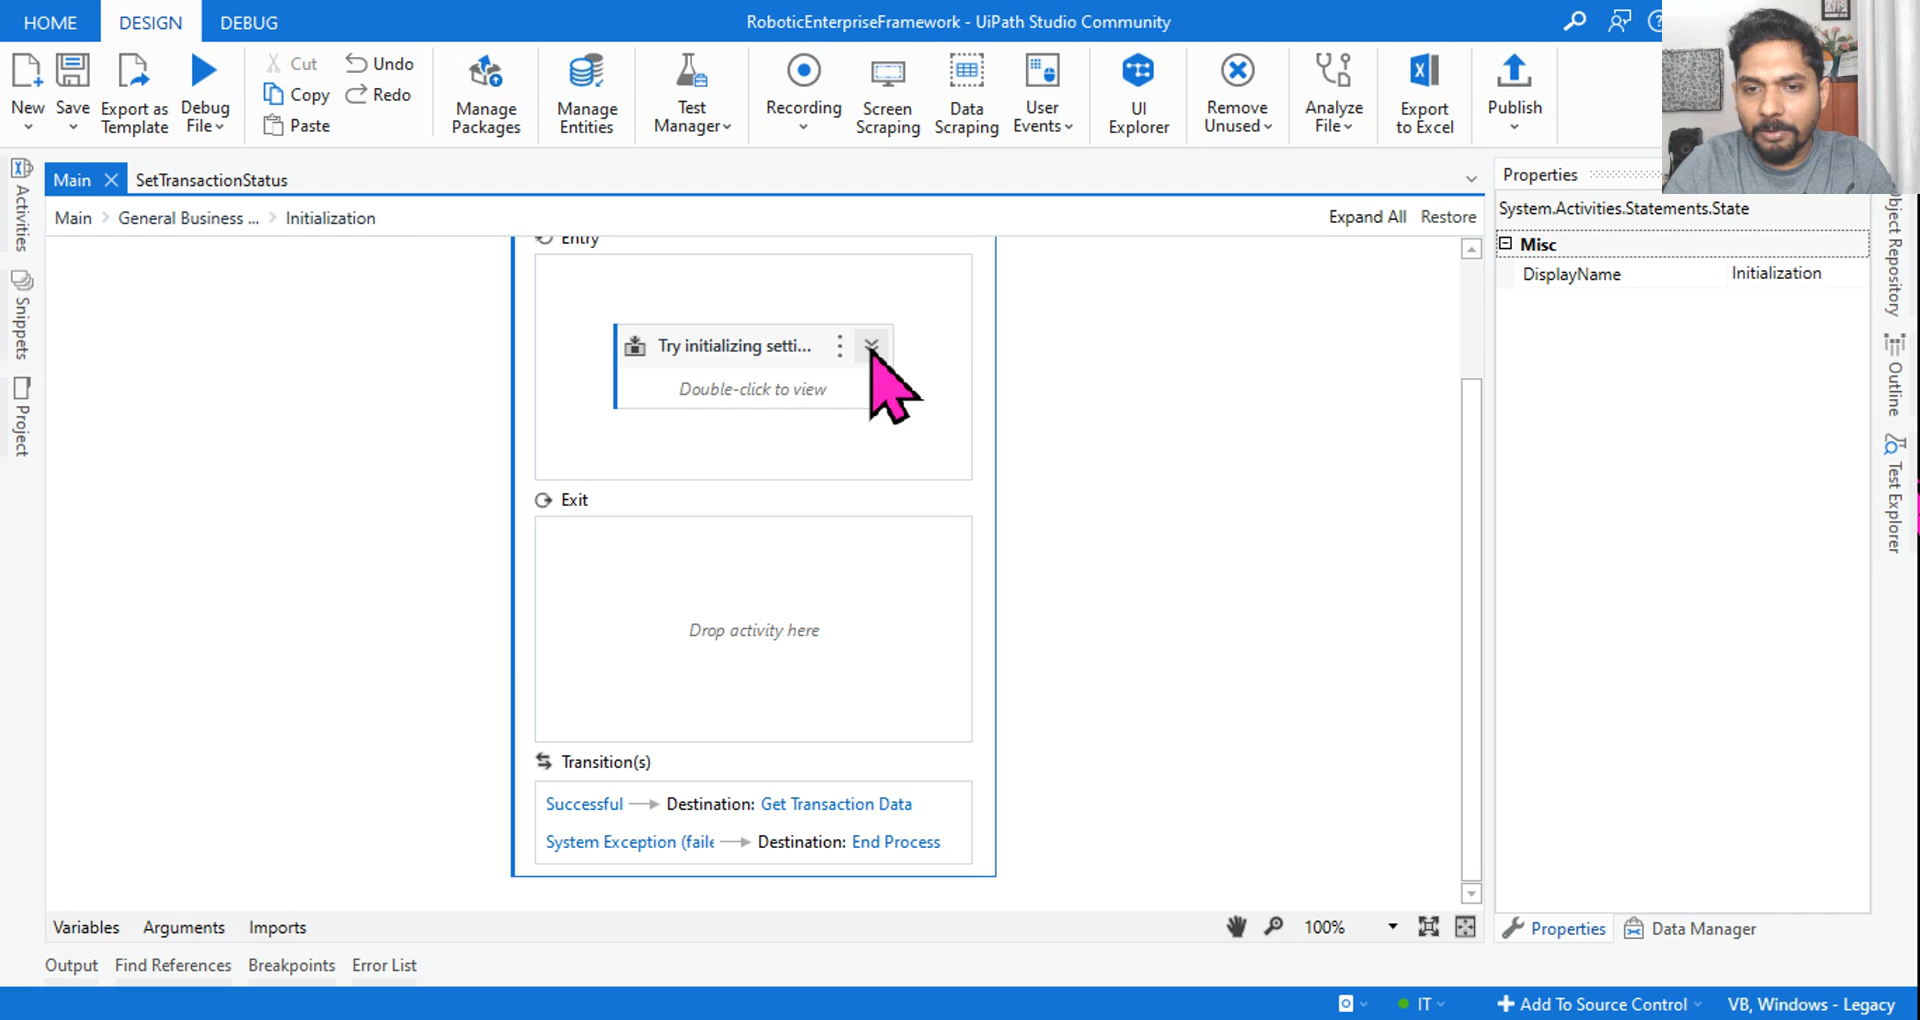 HOME DESIGN DEBUG RoboticEnterpriseFramework - UiPath Studio Community
New Save Export as Template Debug File
Cut Copy Paste Undo Redo
Manage Packages Manage Entities Test Manager Recording Screen Scraping Data Scraping User Events UI Explorer Remove Unused Analyze File Export to Excel Publish
Main SetTransactionStatus
Main General Business ... Initialization Expand All Restore
Activities
Snippets
Project
Entry
Try initializing setti...
Double-click to view
Exit
Drop activity here
Transition(s)
Successful Destination: Get Transaction Data
System Exception (faile Destination: End Process
Properties
System.Activities.Statements.State
Misc
DisplayName Initialization
bject Repository
Outline
Test Explorer
Variables Arguments Imports 100% Properties Data Manager
Output Find References Breakpoints Error List
IT Add To Source Control VB, Windows - Legacy